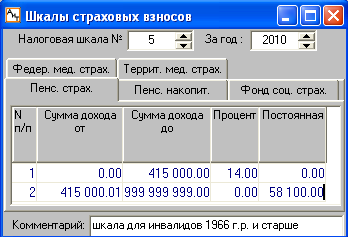 Шкалы страховых взносов
Налоговая шкала № 5 За год : 2010
Федер. мед. страх. Террит. мед. страх.
Пенс. страх. Пенс. накопит. Фонд соц. страх.
N п/п Сумма дохода от Сумма дохода до Процент Постоянная
1 0.00 415 000.00 14.00 0.00
2 415 000.01 999 999 999.00 0.00 58 100.00
Комментарий: шкала для инвалидов 1966 г.р. и старше